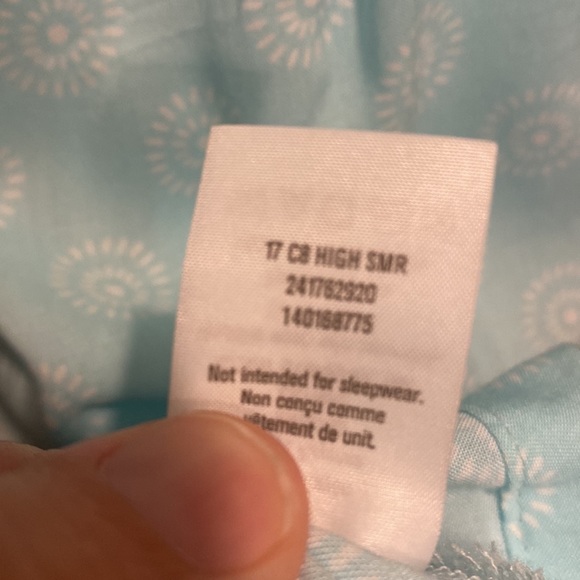 17 C8 HIGH SMR
241762920
140168775
Not intended for sleepwear.
Non conçu comme
vêtement de unit.